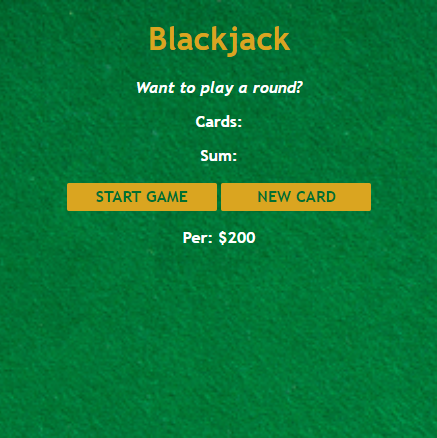 Blackjack
Want to play a round?
Cards:
Sum:
START GAME NEW CARD
Per: $200